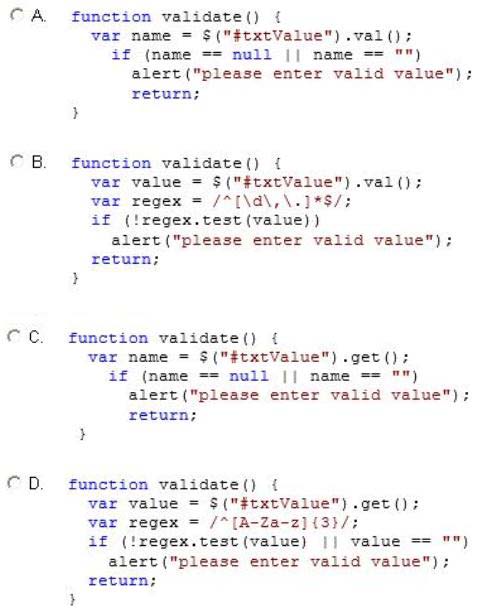 A. function validate() {
var name = $("#txtValue").val();
if (name == null || name == "")
alert("please enter valid value");
return;
}
B. function validate() {
var value = $("#txtValue").val();
var regex = /^[\d\,\.]*$/;
if (!regex.test(value))
alert("please enter valid value");
return;
}
C. function validate() {
var name = $("#txtValue").get();
if (name == null || name == "")
alert("please enter valid value");
return;
}
D. function validate() {
var value = $("#txtValue").get();
var regex = /^[A-Za-z]{3}/;
if (!regex.test(value) || value == "")
alert("please enter valid value");
return;
}